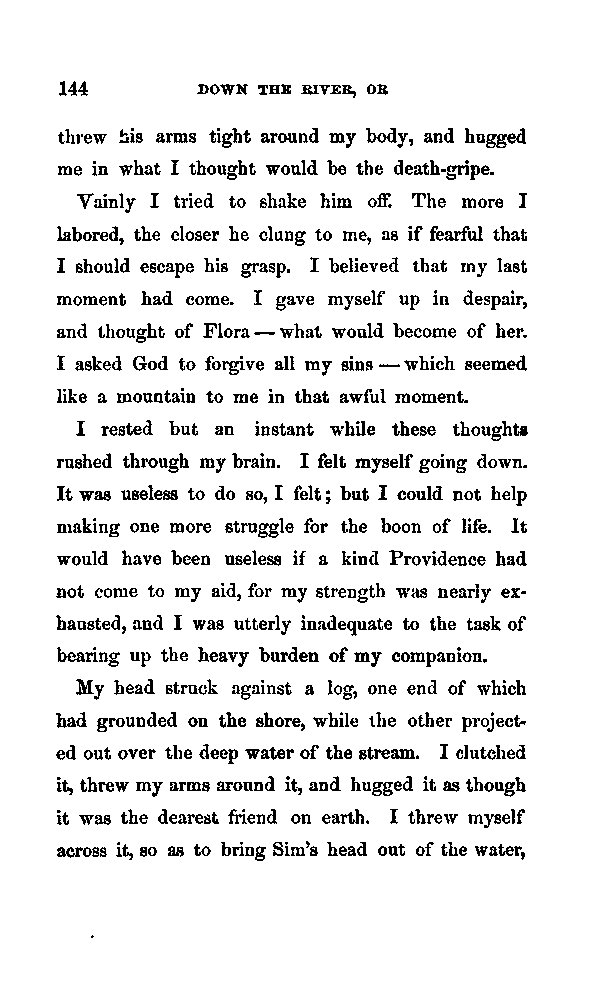 144 DOWN THE RIVER, OR
threw his arms tight around my body, and hugged
me in what I thought would be the death-gripe.
Vainly I tried to shake him off. The more I
labored, the closer he clung to me, as if fearful that
I should escape his grasp. I believed that my last
moment had come. I gave myself up in despair,
and thought of Flora — what would become of her.
I asked God to forgive all my sins — which seemed
like a mountain to me in that awful moment.
I rested but an instant while these thoughts
rushed through my brain. I felt myself going down.
It was useless to do so, I felt; but I could not help
making one more struggle for the boon of life. It
would have been useless if a kind Providence had
not come to my aid, for my strength was nearly ex-
hausted, and I was utterly inadequate to the task of
bearing up the heavy burden of my companion.
My head struck against a log, one end of which
had grounded on the shore, while the other project-
ed out over the deep water of the stream. I clutched
it, threw my arms around it, and hugged it as though
it was the dearest friend on earth. I threw myself
across it, so as to bring Sim's head out of the water,